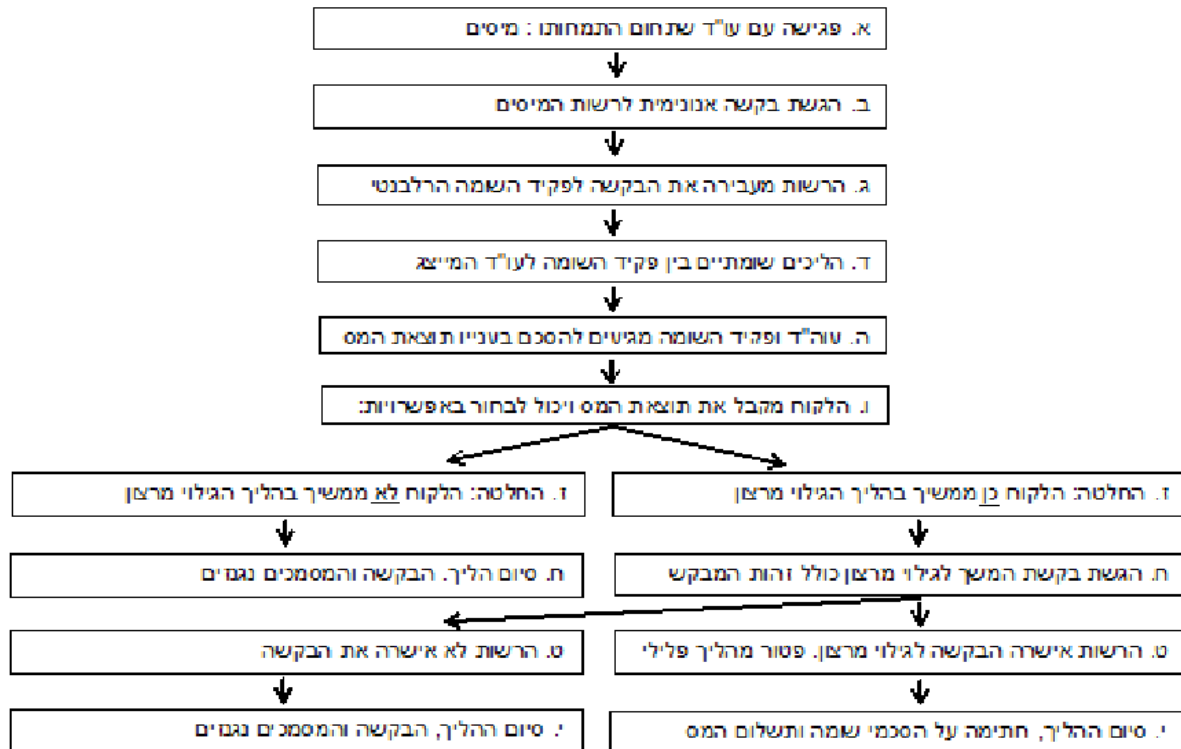 א. פגישה עם עו"ד שתחום התמחותו : מיסים
ב. הגשת בקשה אנונימית לרשות המיסים
ג. הרשות מעבירה את הבקשה לפקיד השומה הרלבנטי
ד. הליכים שומתיים בין פקיד השומה לעו"ד המייצג
ה. עוה"ד ופקיד השומה מגיעים להסכם בעניין תוצאת המס
ו. הלקוח מקבל את תוצאת המס ויכול לבחור באפשרויות:
ז. החלטה: הלקוח כן ממשיך בהליך הגילוי מרצון
ז. החלטה: הלקוח לא ממשיך בהליך הגילוי מרצון
ח. הגשת בקשת המשך לגילוי מרצון כולל זהות המבקש
ח. סיום הליך. הבקשה והמסמכים נגנזים
ט. הרשות אישרה הבקשה לגילוי מרצון. פטור מהליך פלילי
ט. הרשות לא אישרה את הבקשה
י. סיום ההליך, חתימה על הסכמי שומה ותשלום המס
י. סיום ההליך, הבקשה והמסמכים נגנזים